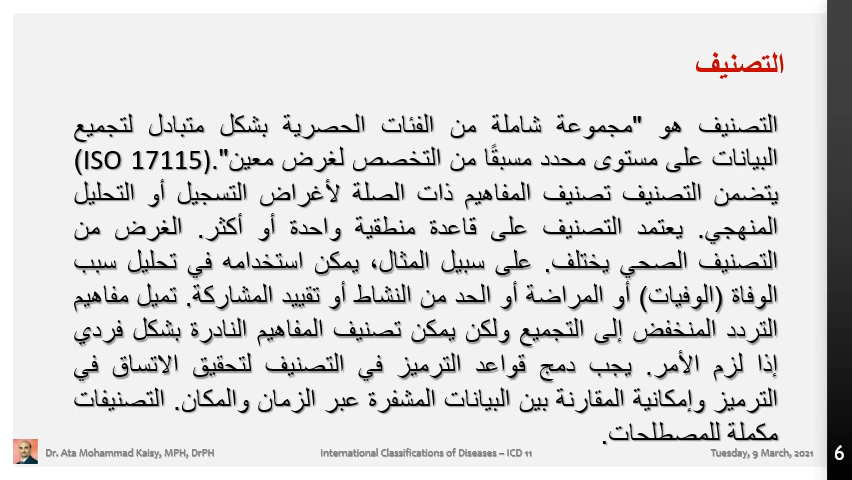 التصنيف
التصنيف هو "مجموعة شاملة من الفئات الحصرية بشكل متبادل لتجميع
البيانات على مستوى محدد مسبقًا من التخصص لغرض معين".(ISO 17115)
يتضمن التصنيف تصنيف المفاهيم ذات الصلة لأغراض التسجيل أو التحليل
المنهجي. يعتمد التصنيف على قاعدة منطقية واحدة أو أكثر. الغرض من
التصنيف الصحي يختلف. على سبيل المثال، يمكن استخدامه في تحليل سبب
الوفاة (الوفيات) أو المراضة أو الحد من النشاط أو تقييد المشاركة. تميل مفاهيم
التردد المنخفض إلى التجميع ولكن يمكن تصنيف المفاهيم النادرة بشكل فردي
إذا لزم الأمر. يجب دمج قواعد الترميز في التصنيف لتحقيق الاتساق في
الترميز وإمكانية المقارنة بين البيانات المشفرة عبر الزمان والمكان. التصنيفات
مكملة للمصطلحات.
Dr. Ata Mohammad Kaisy, MPH, DrPH
International Classifications of Diseases – ICD 11
Tuesday, 9 March, 2021
6